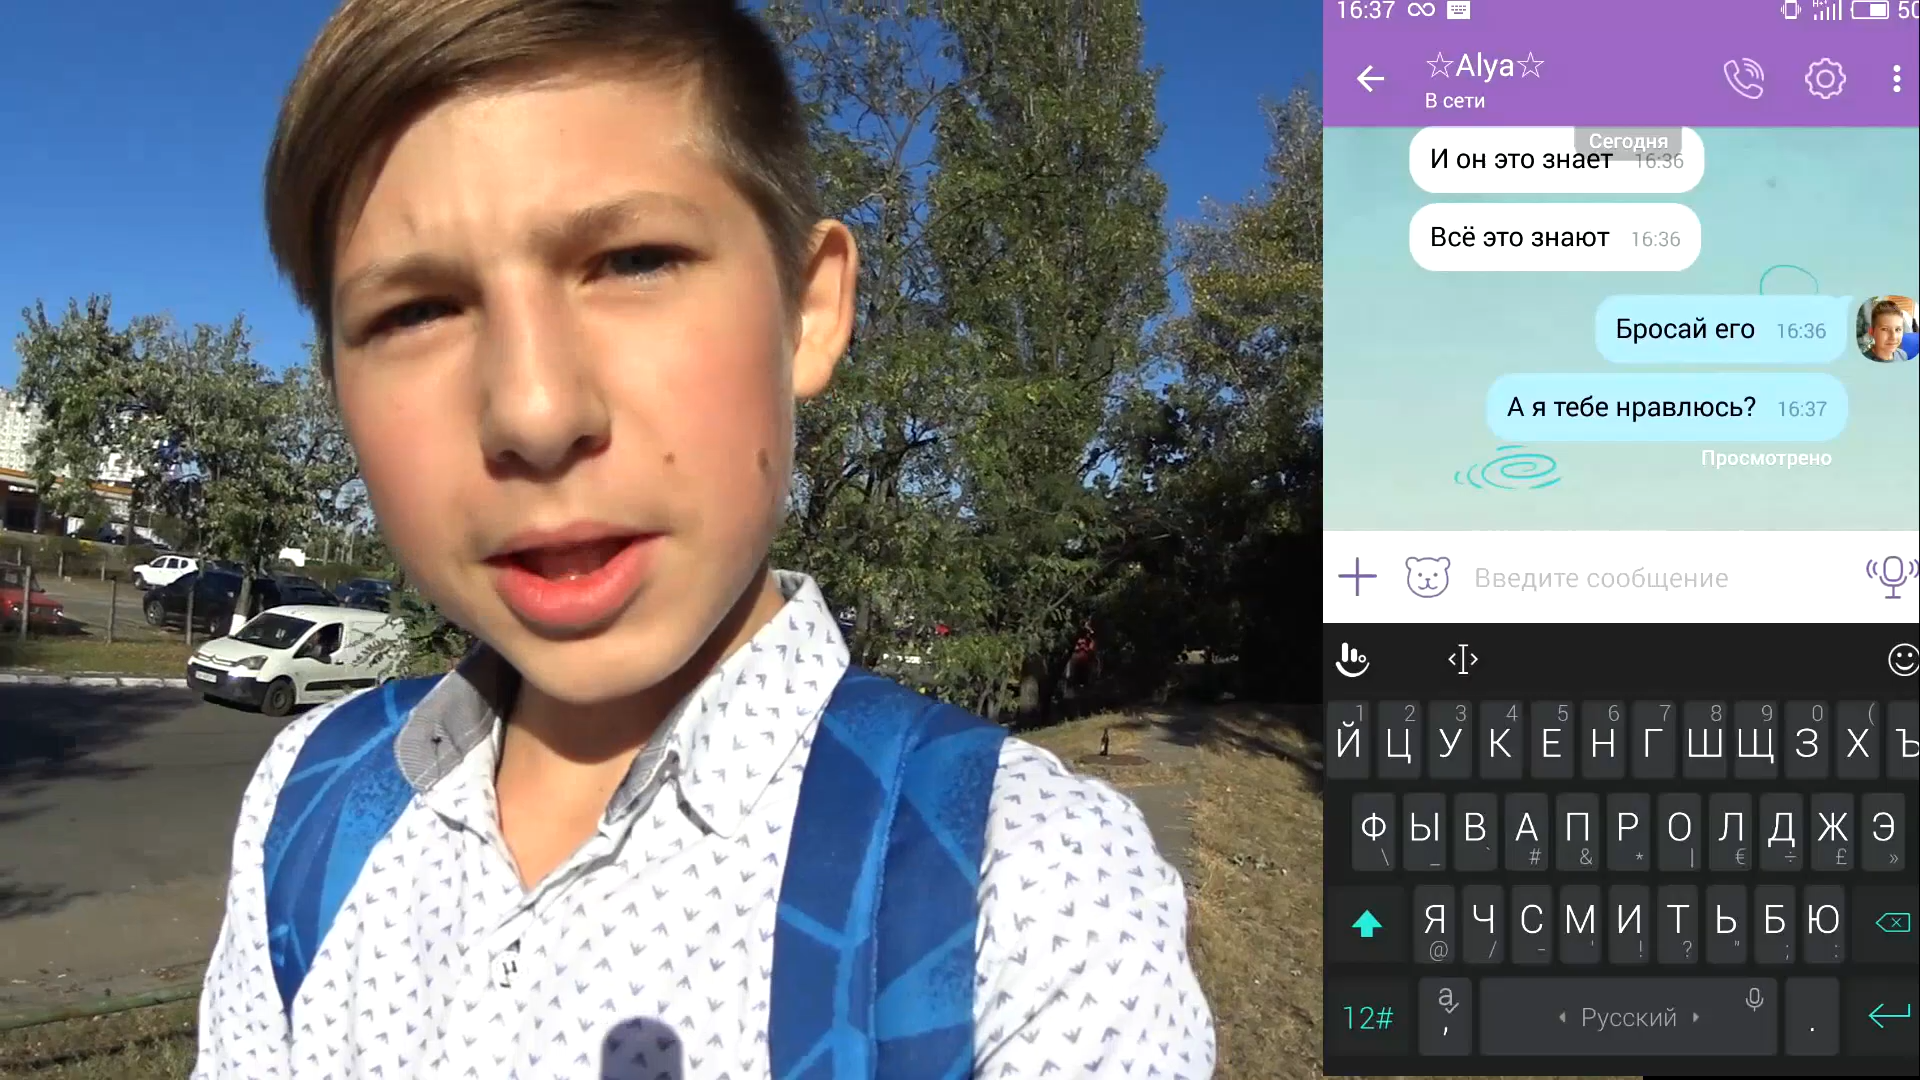 16:37 50
☆Alya☆
В сети
Сегодня
И он это знает 16:36
Всё это знают 16:36
Бросай его 16:36
А я тебе нравлюсь? 16:37
Просмотрено
Введите сообщение
1 2 3 4 5 6 7 8 9 0 (
Й Ц У К Е Н Г Ш Щ З Х Ъ
Ф Ы В А П Р О Л Д Ж Э
\ _ ` # & * | € ÷ £ »
Я Ч С М И Т Ь Б Ю
@ / - ' ! ? " ; :
12# а , Русский .